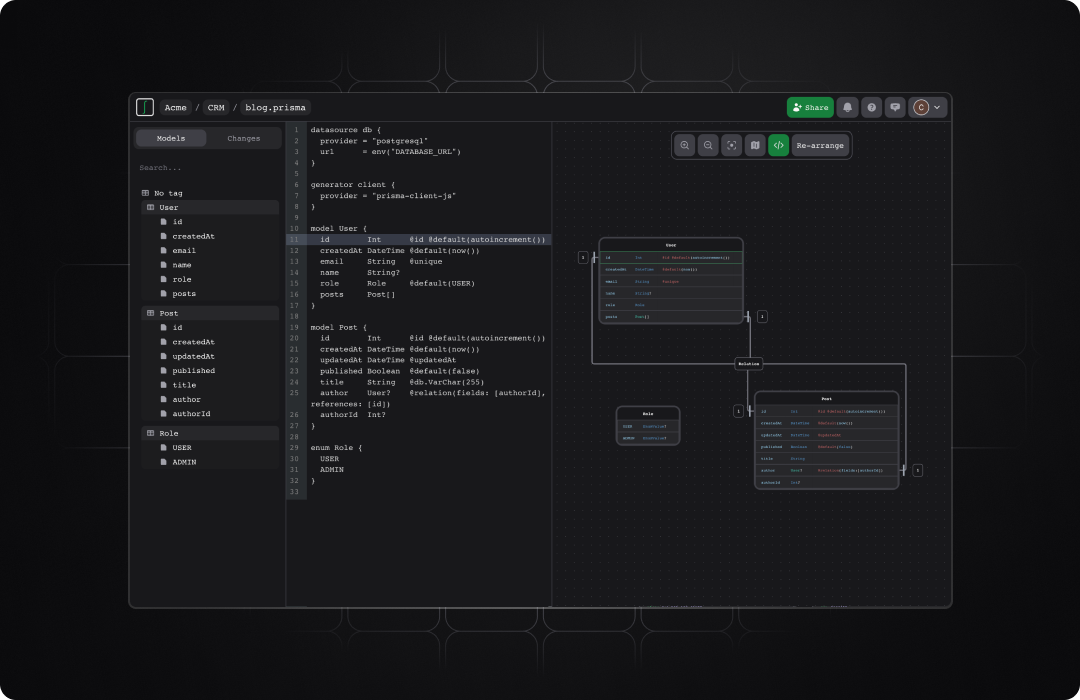 Acme / CRM / blog.prisma
Share
C
Models
Changes
Search...
No tag
User
id
createdAt
email
name
role
posts
Post
id
createdAt
updatedAt
published
title
author
authorId
Role
USER
ADMIN
1 datasource db {
2 provider = "postgresql"
3 url = env("DATABASE_URL")
4 }
5
6 generator client {
7 provider = "prisma-client-js"
8 }
9
10 model User {
11 id Int @id @default(autoincrement())
12 createdAt DateTime @default(now())
13 email String @unique
14 name String?
15 role Role @default(USER)
16 posts Post[]
17 }
18
19 model Post {
20 id Int @id @default(autoincrement())
21 createdAt DateTime @default(now())
22 updatedAt DateTime @updatedAt
23 published Boolean @default(false)
24 title String @db.VarChar(255)
25 author User? @relation(fields: [authorId],
references: [id])
26 authorId Int?
27 }
28
29 enum Role {
30 USER
31 ADMIN
32 }
33
Re-arrange
User
1
id Int @id @default(autoincrement())
createdAt DateTime @default(now())
email String @unique
name String?
role Role
posts Post[]
1
Relation
Post
1
id Int @id @default(autoincrement())
createdAt DateTime @default(now())
updatedAt DateTime @updatedAt
published Boolean @default(false)
title String
author User? @relation(fields:[authorId])
authorId Int?
1
Role
USER
ADMIN